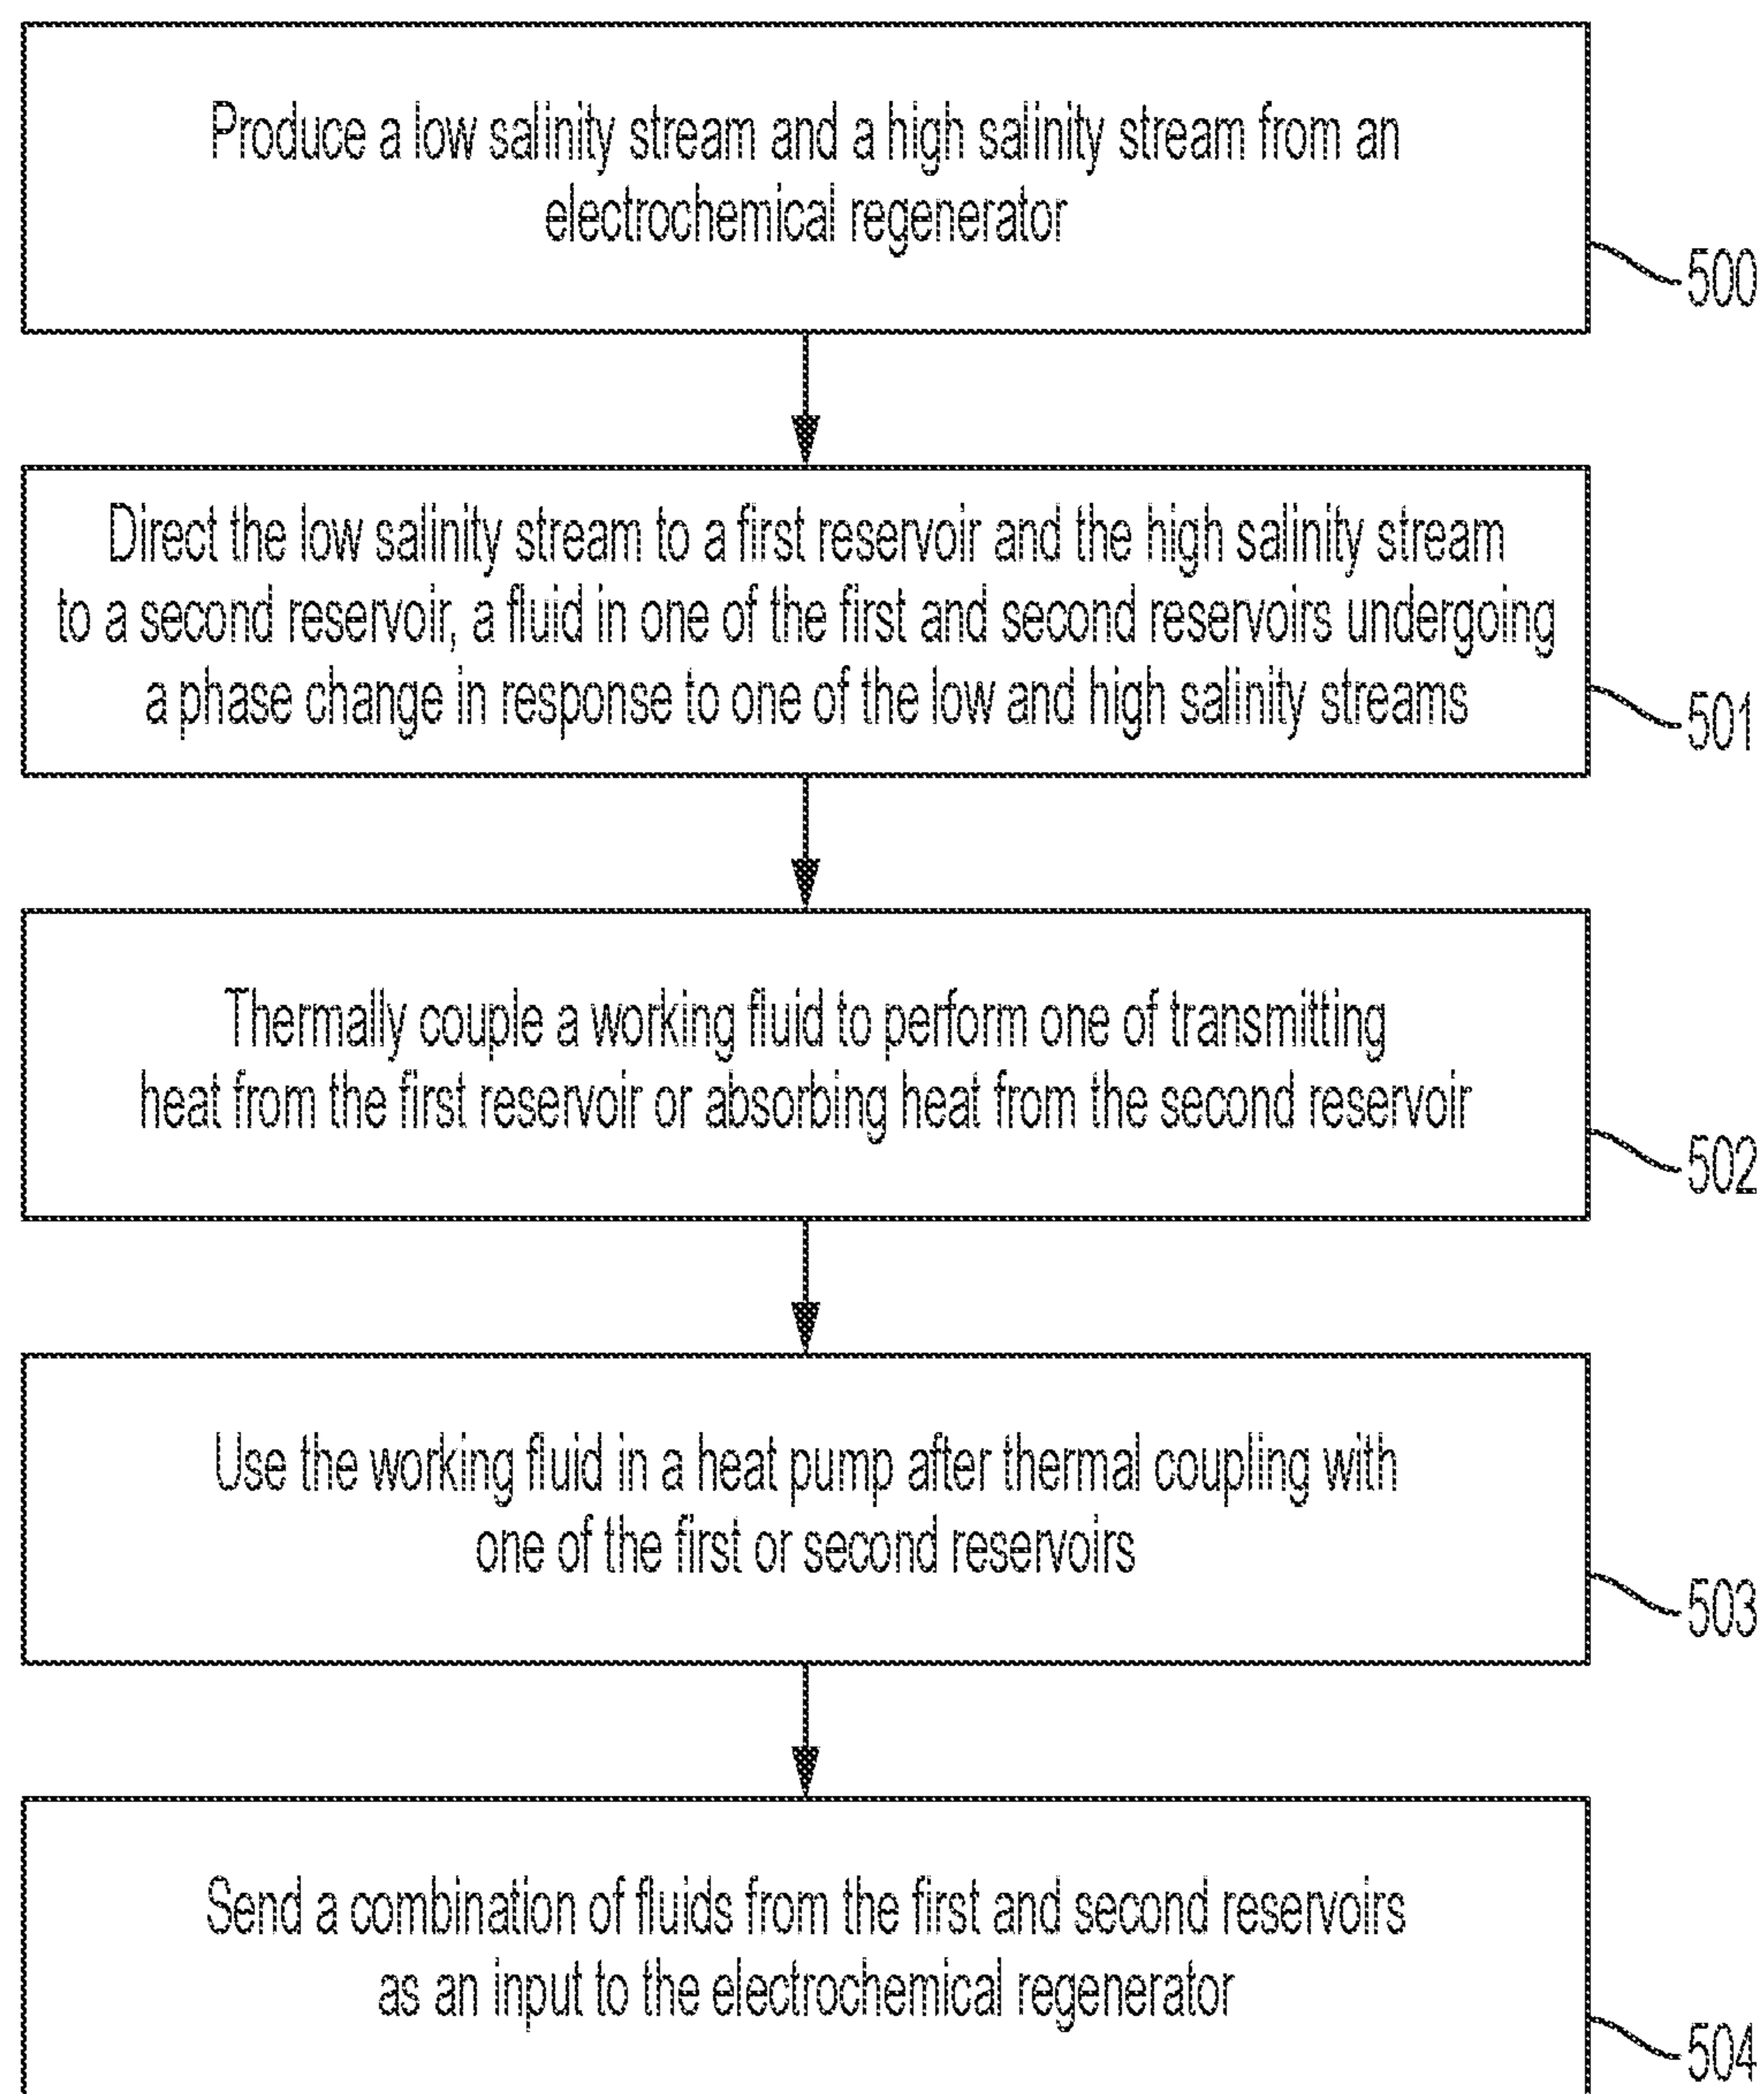 Produce a low salinity stream and a high salinity stream from an
electrochemical regenerator
500
Direct the low salinity stream to a first reservoir and the high salinity stream
to a second reservoir, a fluid in one of the first and second reservoirs undergoing
a phase change in response to one of the low and high salinity streams
501
Thermally couple a working fluid to perform one of transmitting
heat from the first reservoir or absorbing heat from the second reservoir
502
Use the working fluid in a heat pump after thermal coupling with
one of the first or second reservoirs
503
Send a combination of fluids from the first and second reservoirs
as an input to the electrochemical regenerator
504